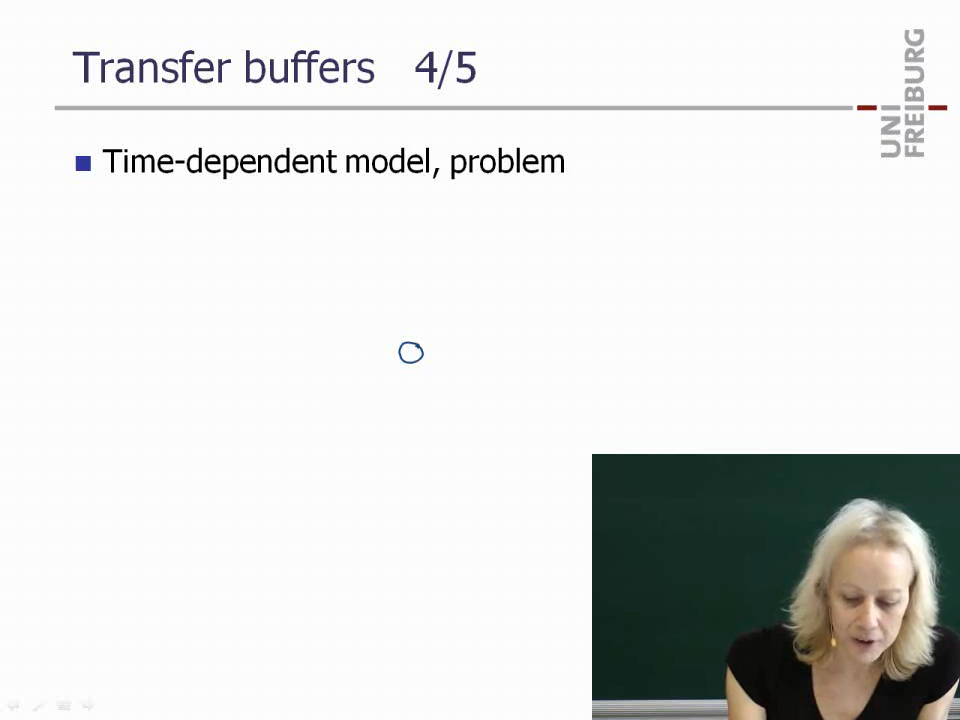 Transfer buffers 4/5
UNI
FREIBURG
Time-dependent model, problem